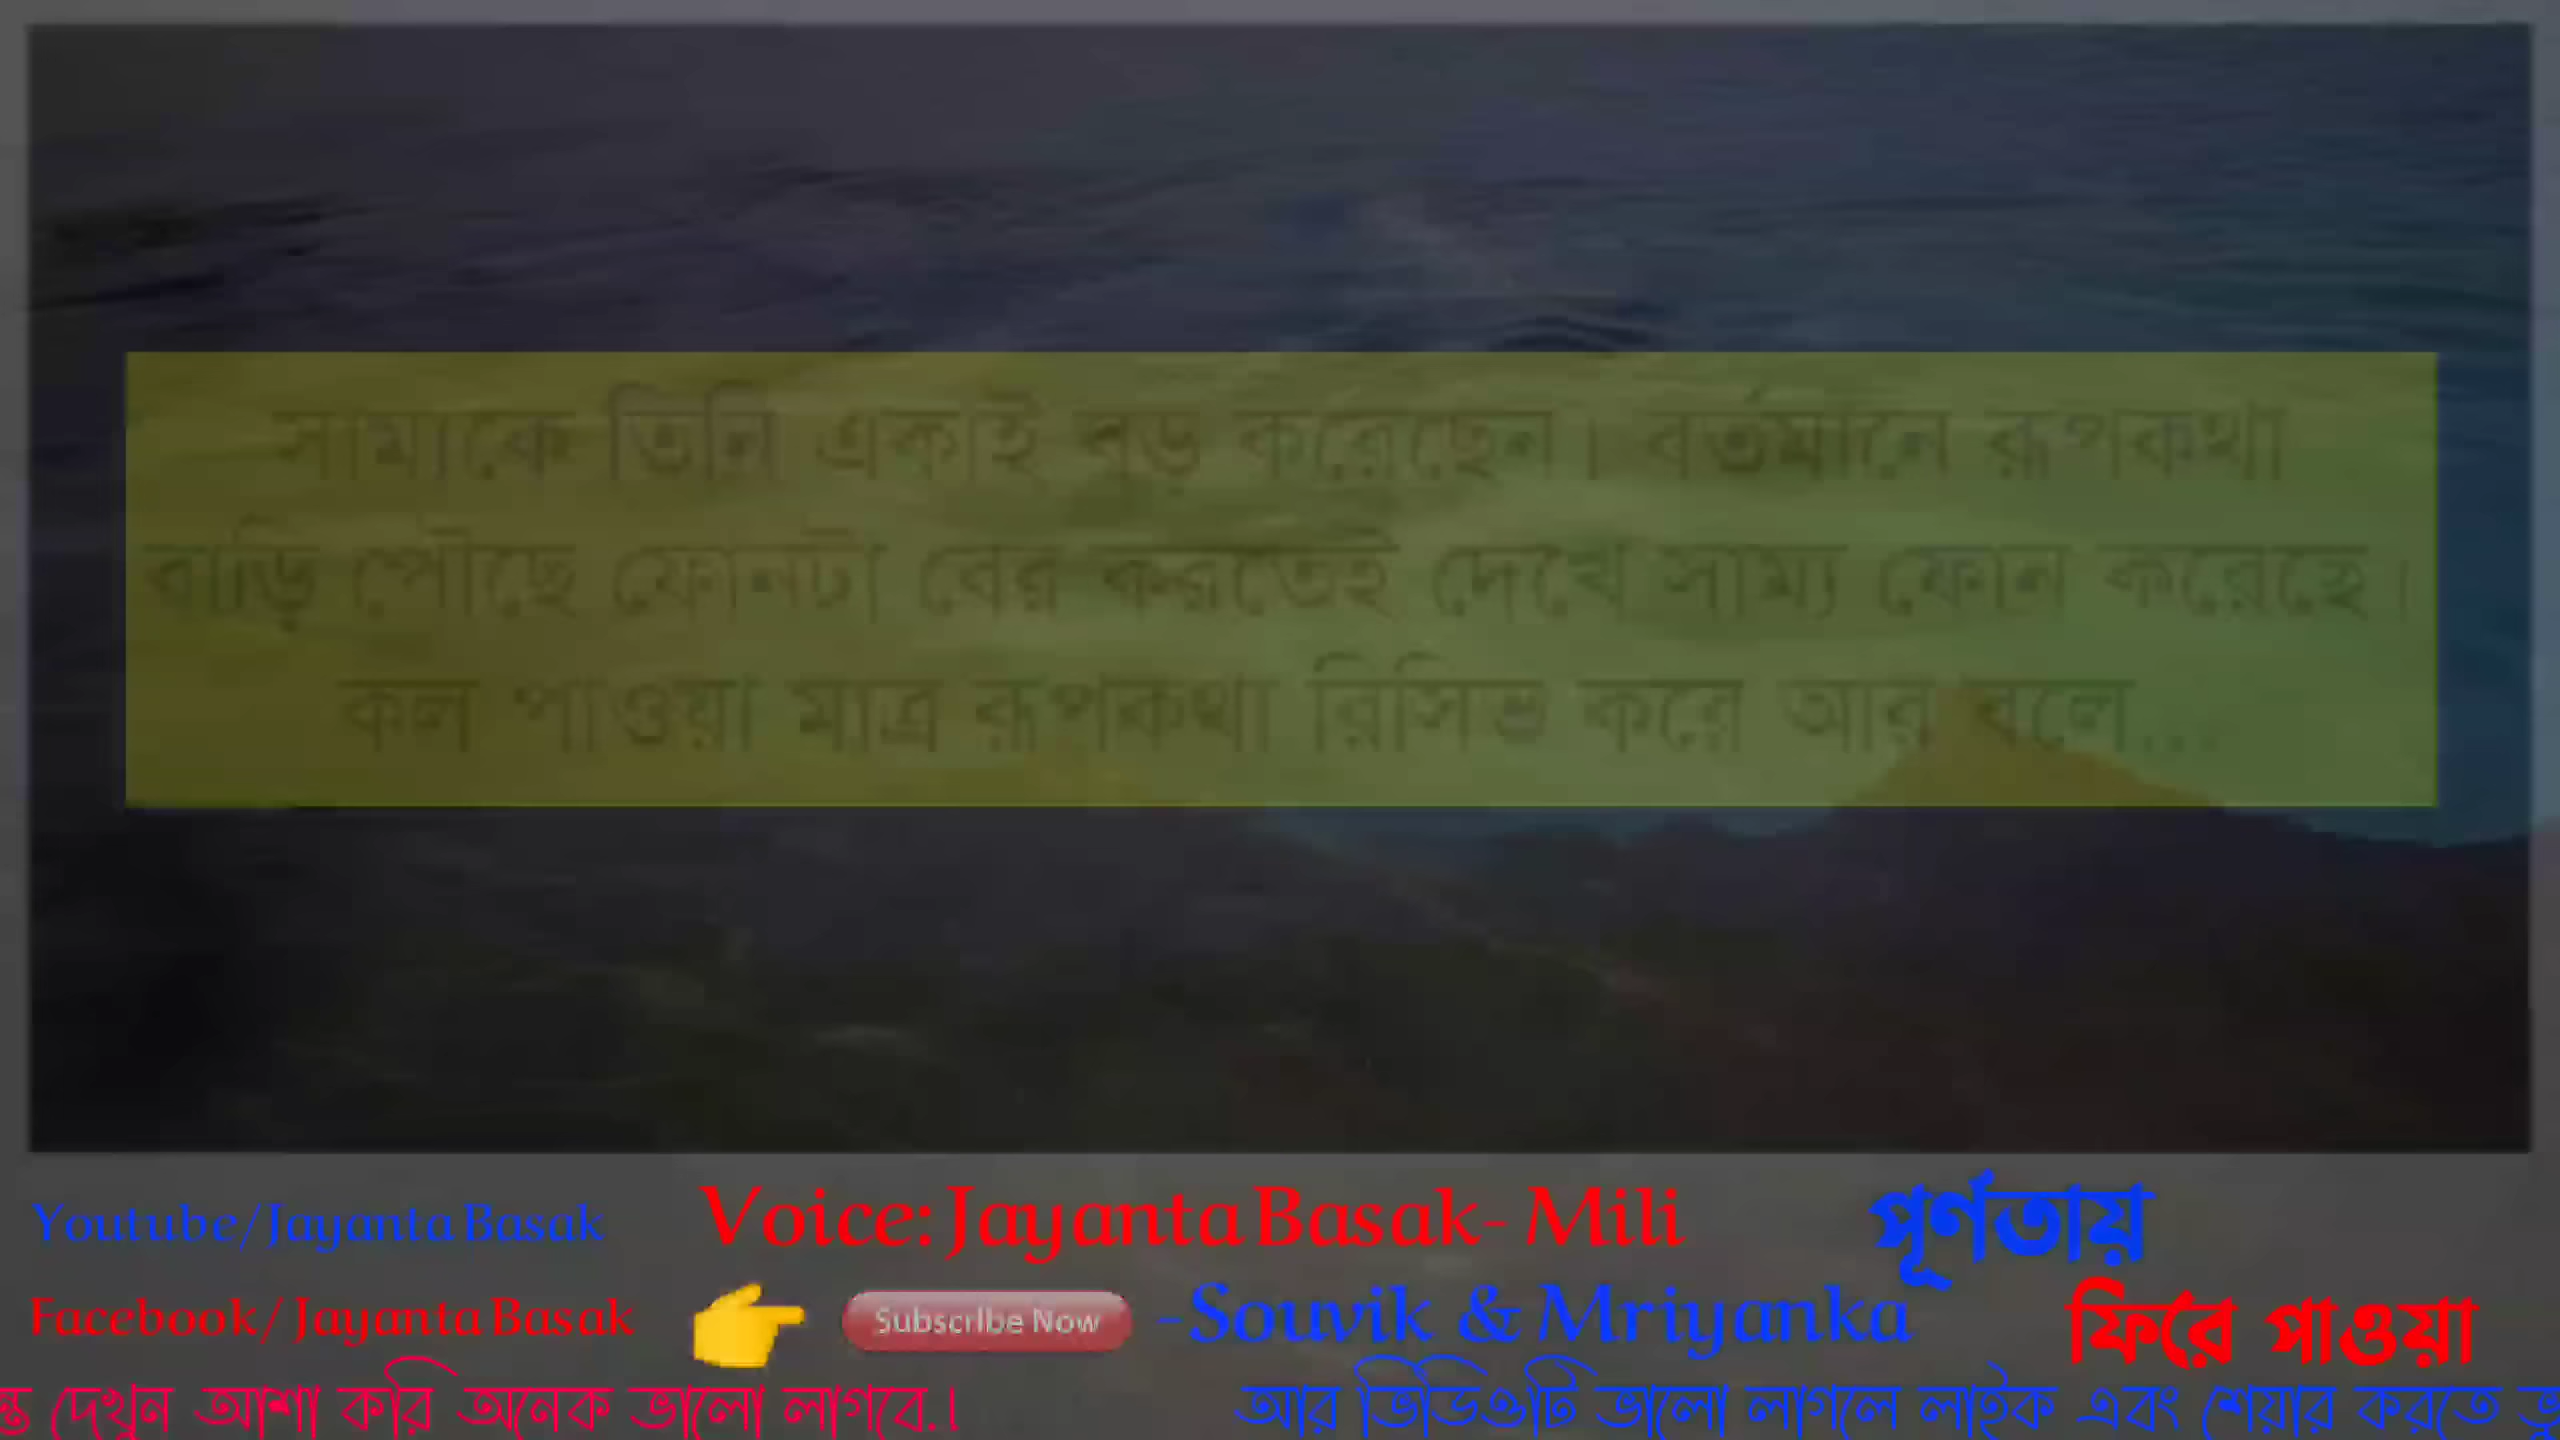 সাম্যকে তিনি একাই বড় করেছেন। বর্তমানে রূপকথা
বাড়ি পৌঁছে ফোনটা বের করতেই দেখে সাম্য ফোন করেছে।
কল পাওয়া মাত্র রূপকথা রিসিভ করে আর বলে...
Youtube/Jayanta Basak
Voice: Jayanta Basak- Mili
পূর্ণতায়
Facebook/Jayanta Basak
Subscribe Now
-Souvik & Mriyanka
ফিরে পাওয়া
ন্ত দেখুন আশা করি অনেক ভালো লাগবে.।
আর ভিডিওটি ভালো লাগলে লাইক এবং শেয়ার করতে ভু